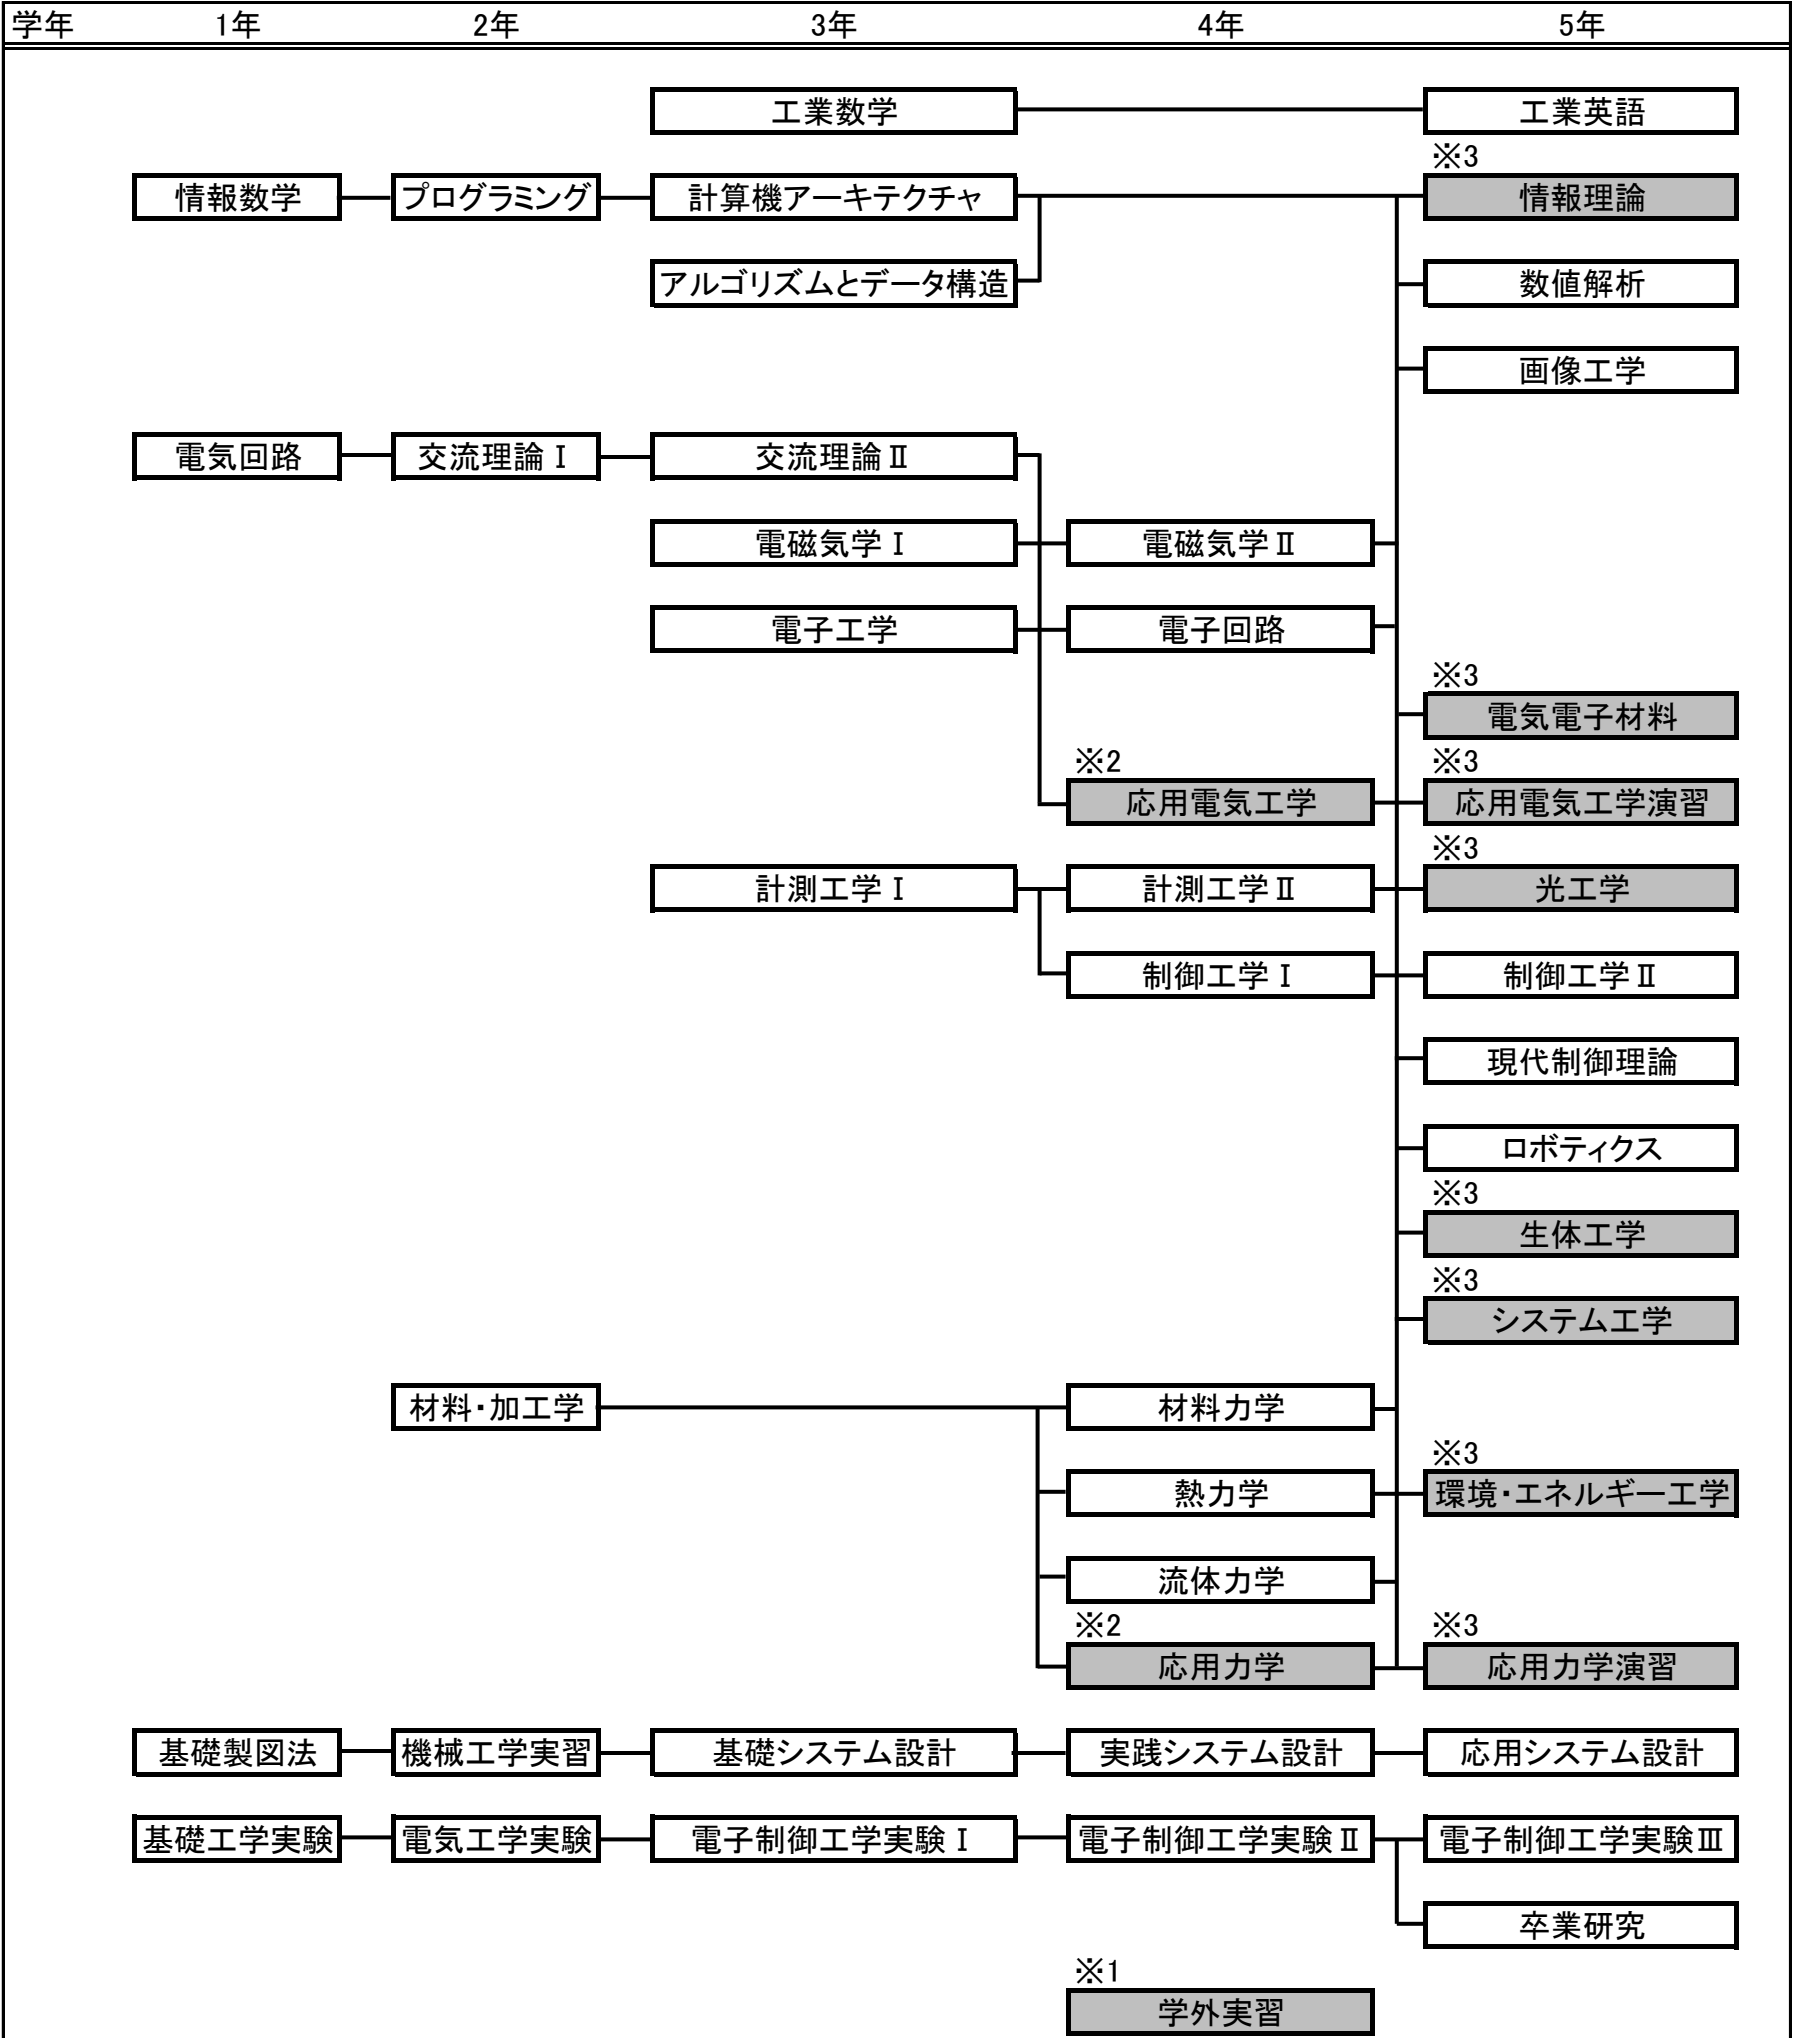 学年 1年 2年 3年 4年 5年
工業数学 工業英語
※3
情報数学 プログラミング 計算機アーキテクチャ 情報理論
アルゴリズムとデータ構造 数値解析
画像工学
電気回路 交流理論Ⅰ 交流理論Ⅱ
電磁気学Ⅰ 電磁気学Ⅱ
電子工学 電子回路
※3
電気電子材料
※2 ※3
応用電気工学 応用電気工学演習
※3
計測工学Ⅰ 計測工学Ⅱ 光工学
制御工学Ⅰ 制御工学Ⅱ
現代制御理論
ロボティクス
※3
生体工学
※3
システム工学
材料・加工学 材料力学
※3
熱力学 環境・エネルギー工学
流体力学
※2 ※3
応用力学 応用力学演習
基礎製図法 機械工学実習 基礎システム設計 実践システム設計 応用システム設計
基礎工学実験 電気工学実験 電子制御工学実験Ⅰ 電子制御工学実験Ⅱ 電子制御工学実験Ⅲ
卒業研究
※1
学外実習